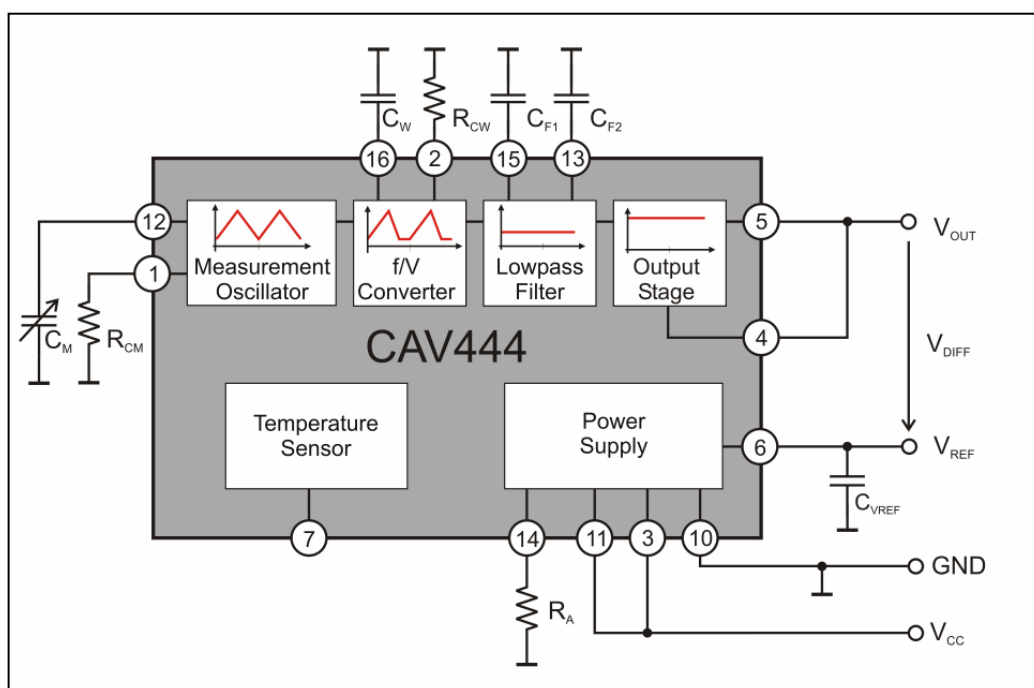 C_W
R_CW
C_F1
C_F2
16
2
15
13
12
5
V_OUT
1
Measurement
Oscillator
f/V
Converter
Lowpass
Filter
Output
Stage
C_M
R_CM
CAV444
4
V_DIFF
Temperature
Sensor
Power
Supply
6
V_REF
C_VREF
7
14
11
3
10
GND
R_A
V_CC